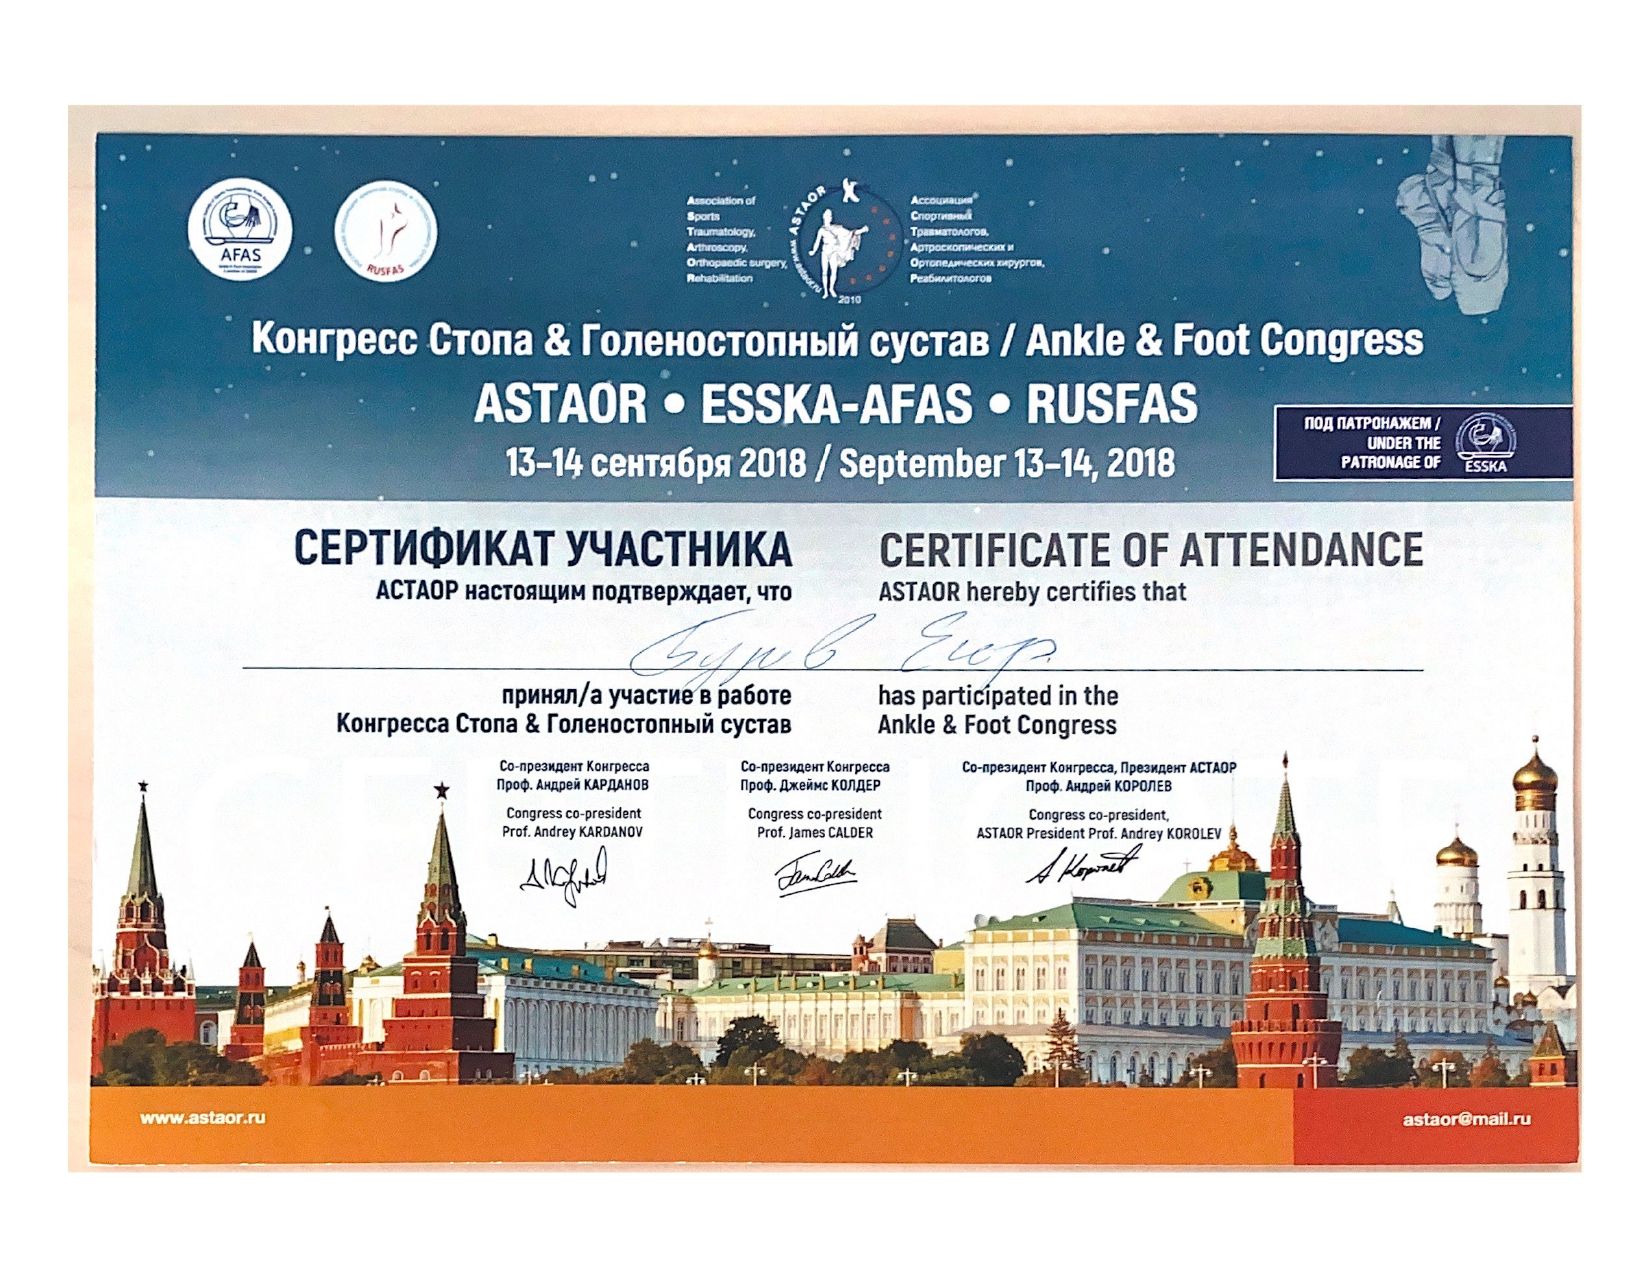 AFAS
RUSFAS
Association of
Sports
Traumatology,
Arthroscopy,
Orthopaedic surgery,
Rehabilitation
ASTAOR
www.astaor.ru
2010
Ассоциация
Спортивных
Травматологов,
Артроскопических и
Ортопедических хирургов,
Реабилитологов
Конгресс Стопа & Голеностопный сустав / Ankle & Foot Congress
ASTAOR • ESSKA-AFAS • RUSFAS
13–14 сентября 2018 / September 13–14, 2018
ПОД ПАТРОНАЖЕМ /
UNDER THE
PATRONAGE OF
ESSKA
СЕРТИФИКАТ УЧАСТНИКА
АСТАОР настоящим подтверждает, что
CERTIFICATE OF ATTENDANCE
ASTAOR hereby certifies that
Егор
принял/а участие в работе
Конгресса Стопа & Голеностопный сустав
has participated in the
Ankle & Foot Congress
Со-президент Конгресса
Проф. Андрей КАРДАНОВ
Congress co-president
Prof. Andrey KARDANOV
Со-президент Конгресса
Проф. Джеймс КОЛДЕР
Congress co-president
Prof. James CALDER
Со-президент Конгресса, Президент АСТАОР
Проф. Андрей КОРОЛЕВ
Congress co-president,
ASTAOR President Prof. Andrey KOROLEV
www.astaor.ru
astaor@mail.ru